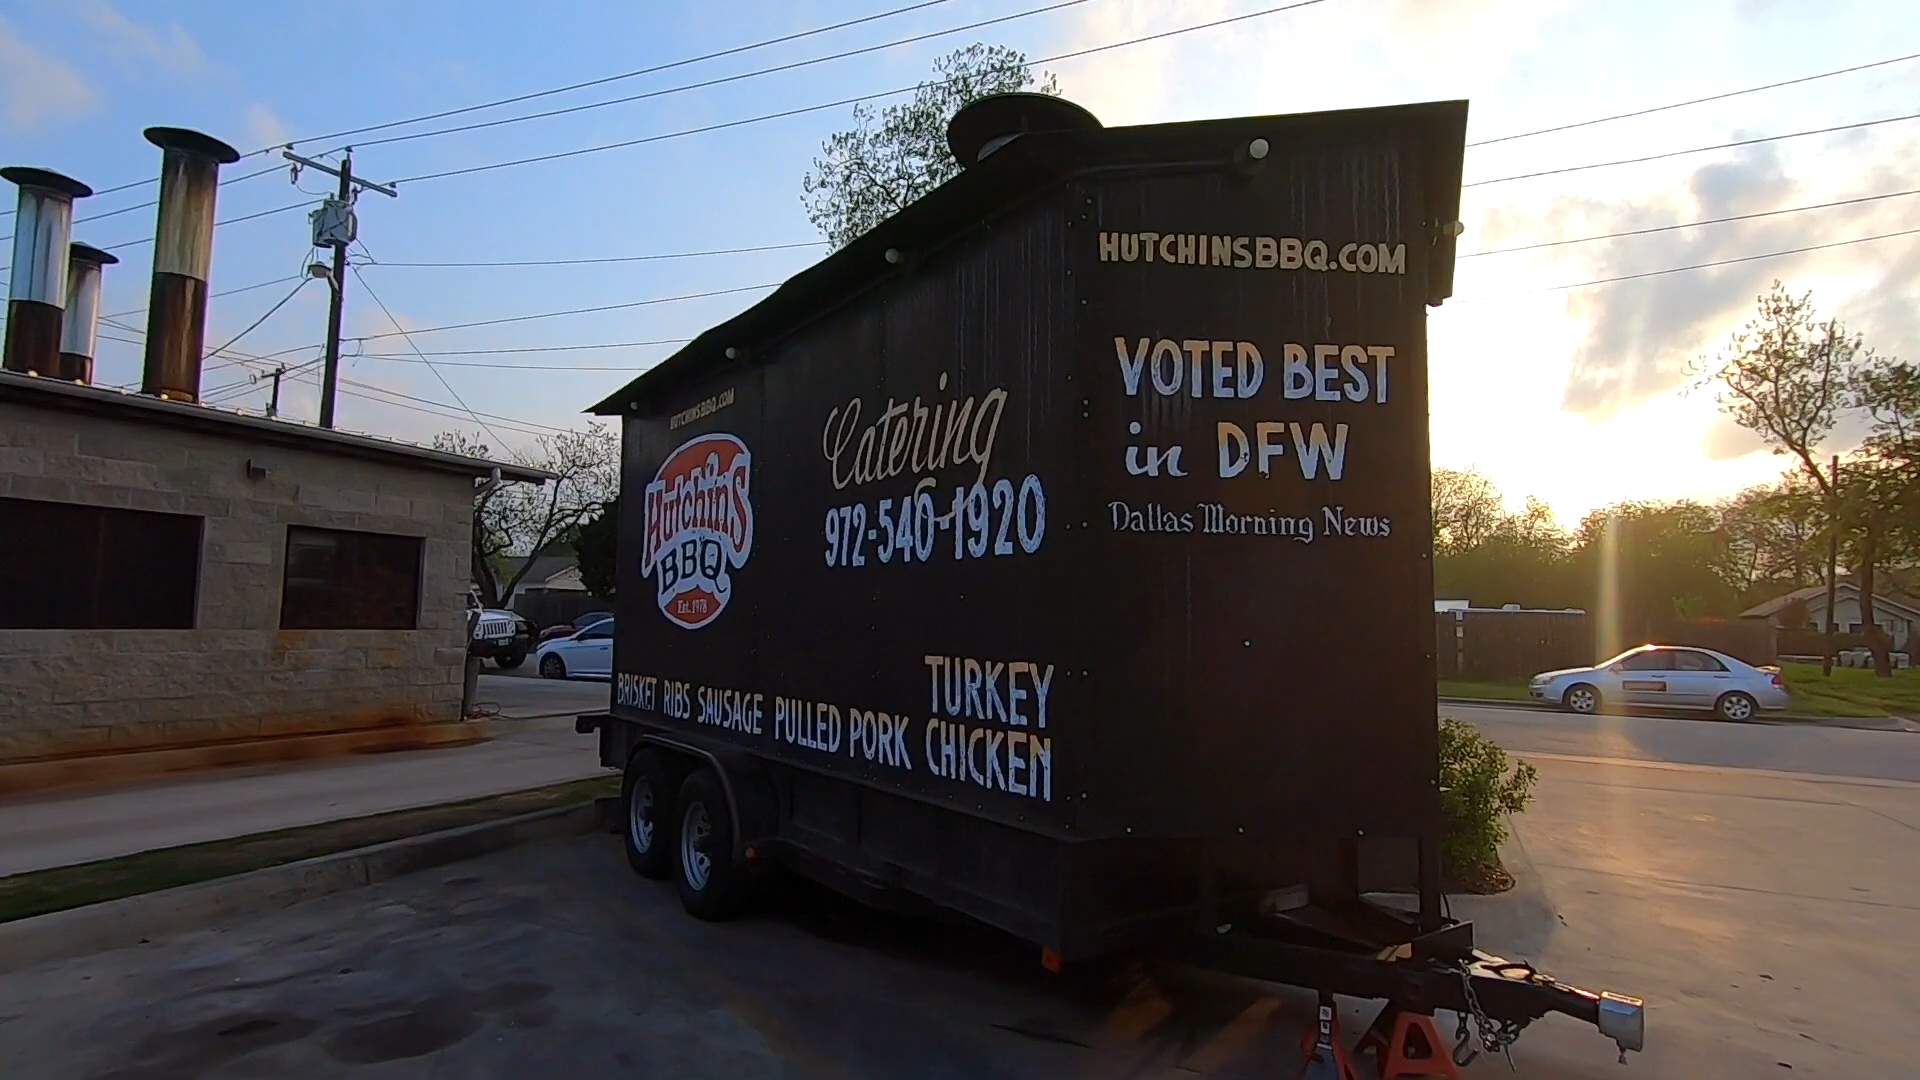 HUTCHINSBBQ.COM
Hutchins
BBQ
Est. 1978
Catering
972-540-1920
BRISKET RIBS SAUSAGE PULLED PORK
TURKEY
CHICKEN
HUTCHINSBBQ.COM
VOTED BEST
in DFW
Dallas Morning News